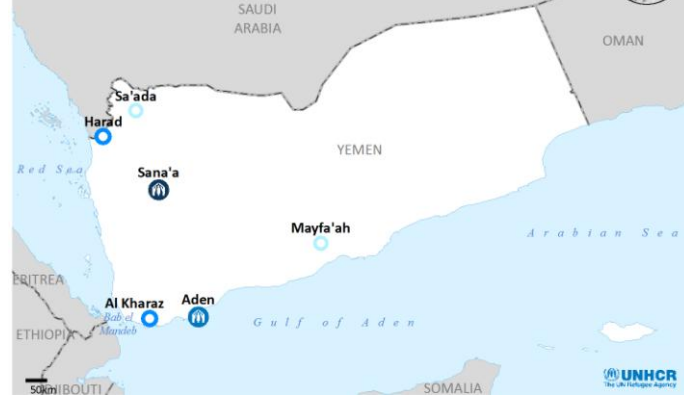 SAUDI
ARABIA
OMAN
Sa'ada
Harad
YEMEN
Red Sea
Sana'a
Mayfa'ah
Arabian Sea
ERITREA
Al Kharaz
Aden
Bab el
Mandeb
Gulf of Aden
ETHIOPIA
50km
DJIBOUTI
SOMALIA
UNHCR
The UN Refugee Agency